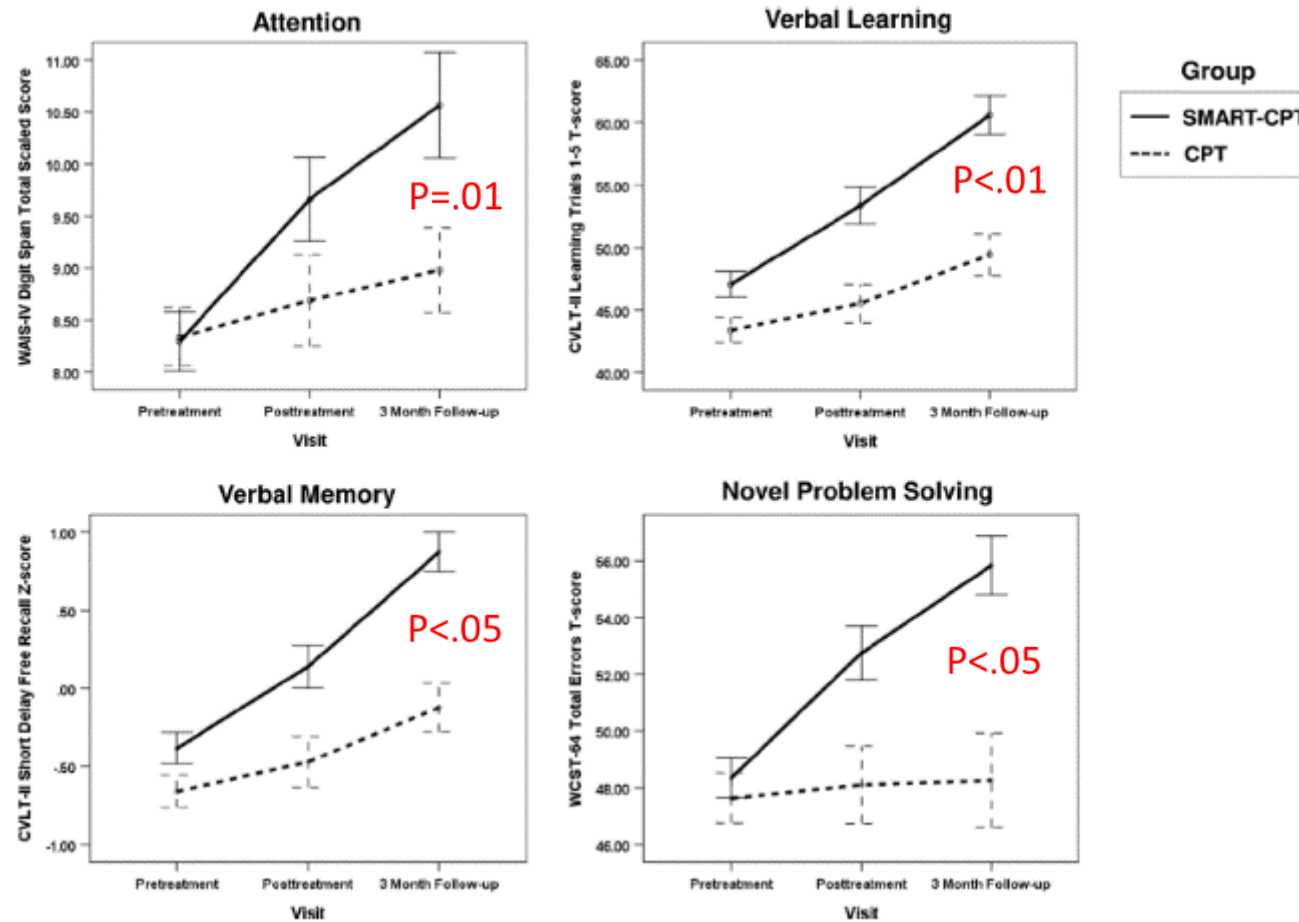 Attention
WAIS-IV Digit Span Total Scaled Score
11.00
10.50
10.00
9.50
9.00
8.50
8.00
P=.01
Pretreatment Posttreatment 3 Month Follow-up
Visit
Verbal Learning
CVLT-II Learning Trials 1-5 T-score
65.00
60.00
55.00
50.00
45.00
40.00
P<.01
Pretreatment Posttreatment 3 Month Follow-up
Visit
Group
SMART-CPT
CPT
Verbal Memory
CVLT-II Short Delay Free Recall Z-score
1.00
.50
.00
-.50
-1.00
P<.05
Pretreatment Posttreatment 3 Month Follow-up
Visit
Novel Problem Solving
WCST-64 Total Errors T-score
56.00
54.00
52.00
50.00
48.00
46.00
P<.05
Pretreatment Posttreatment 3 Month Follow-up
Visit